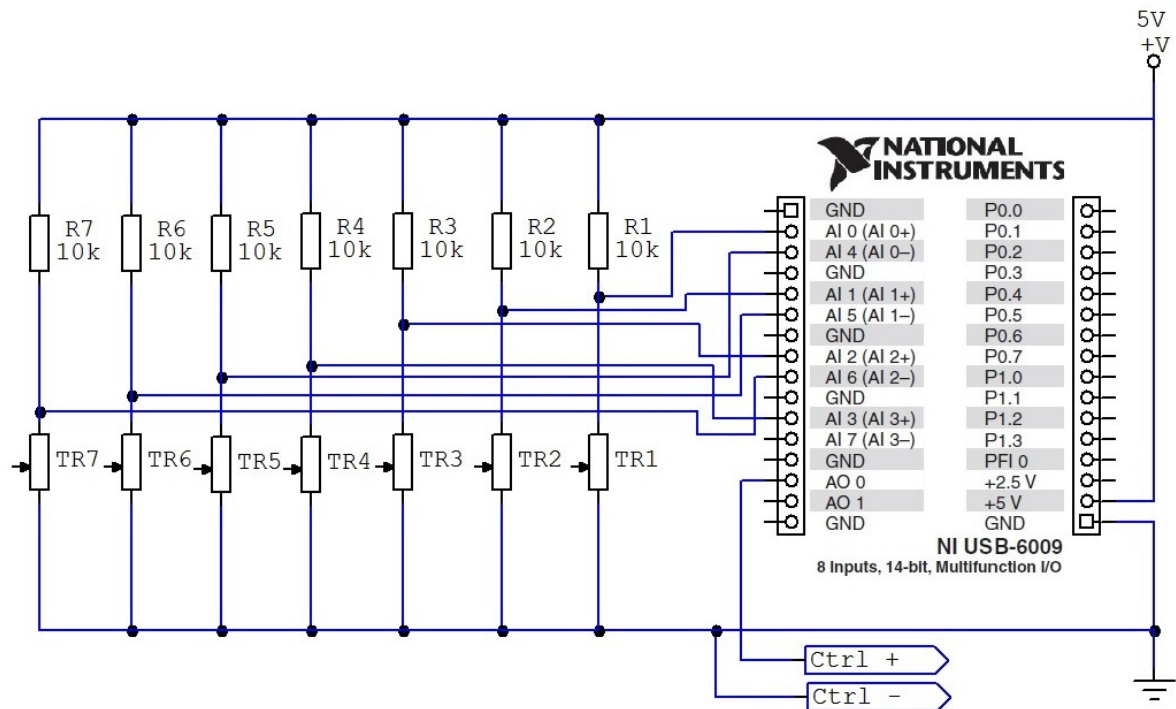 5V
+V
NATIONAL
INSTRUMENTS
R7
10k
R6
10k
R5
10k
R4
10k
R3
10k
R2
10k
R1
10k
GND
AI 0 (AI 0+)
AI 4 (AI 0–)
GND
AI 1 (AI 1+)
AI 5 (AI 1–)
GND
AI 2 (AI 2+)
AI 6 (AI 2–)
GND
AI 3 (AI 3+)
AI 7 (AI 3–)
GND
AO 0
AO 1
GND
P0.0
P0.1
P0.2
P0.3
P0.4
P0.5
P0.6
P0.7
P1.0
P1.1
P1.2
P1.3
PFI 0
+2.5 V
+5 V
GND
TR7
TR6
TR5
TR4
TR3
TR2
TR1
NI USB-6009
8 Inputs, 14-bit, Multifunction I/O
Ctrl +
Ctrl -